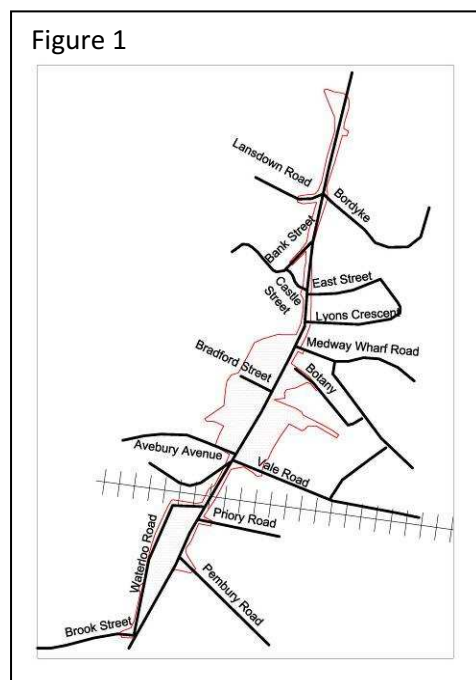 Figure 1
Lansdown Road
Bordyke
Bank Street
Castle
Street
East Street
Lyons Crescent
Medway Wharf Road
Bradford Street
Botany
Avebury Avenue
Vale Road
Priory Road
Waterloo Road
Pembury Road
Brook Street